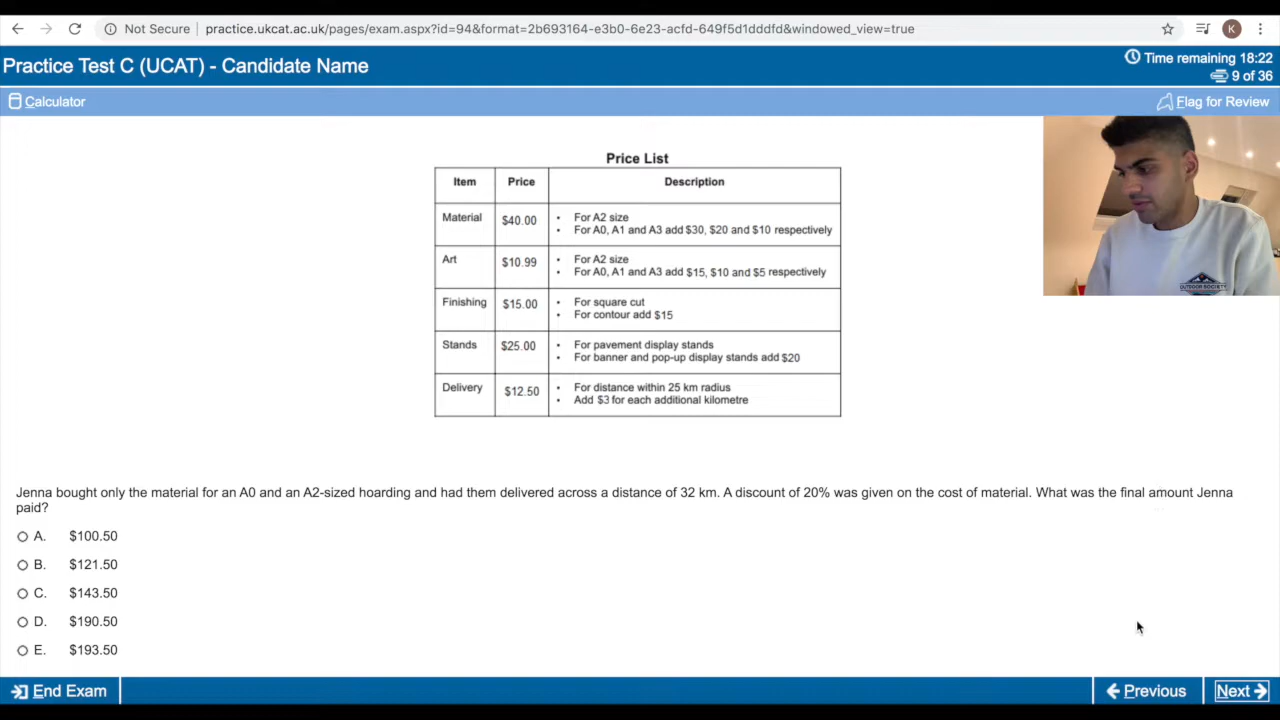 Not Secure practice.ukcat.ac.uk/pages/exam.aspx?id=94&format=2b693164-e3b0-6e23-acfd-649f5d1dddfd&windowed_view=true K
Practice Test C (UCAT) - Candidate Name
Time remaining 18:22
9 of 36
Calculator
Flag for Review
Price List
Item Price Description
Material $40.00
• For A2 size
• For A0, A1 and A3 add $30, $20 and $10 respectively
Art $10.99
• For A2 size
• For A0, A1 and A3 add $15, $10 and $5 respectively
Finishing $15.00
• For square cut
• For contour add $15
Stands $25.00
• For pavement display stands
• For banner and pop-up display stands add $20
Delivery $12.50
• For distance within 25 km radius
• Add $3 for each additional kilometre
OUTDOOR SOCIETY
Jenna bought only the material for an A0 and an A2-sized hoarding and had them delivered across a distance of 32 km. A discount of 20% was given on the cost of material. What was the final amount Jenna
paid?
A. $100.50
B. $121.50
C. $143.50
D. $190.50
E. $193.50
End Exam
Previous
Next